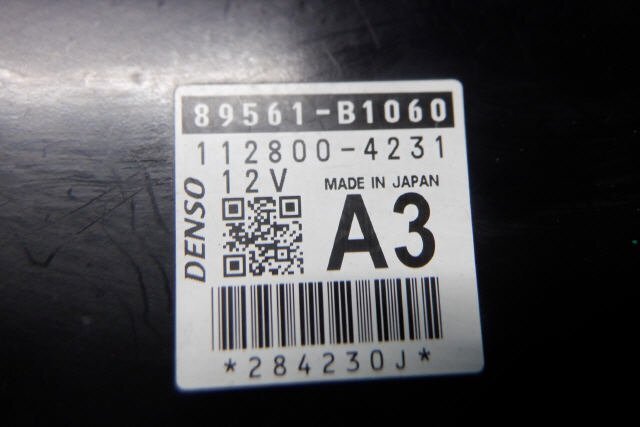 89561-B1060
112800-4231
12V MADE IN JAPAN
DENSO
A3
*284230J*